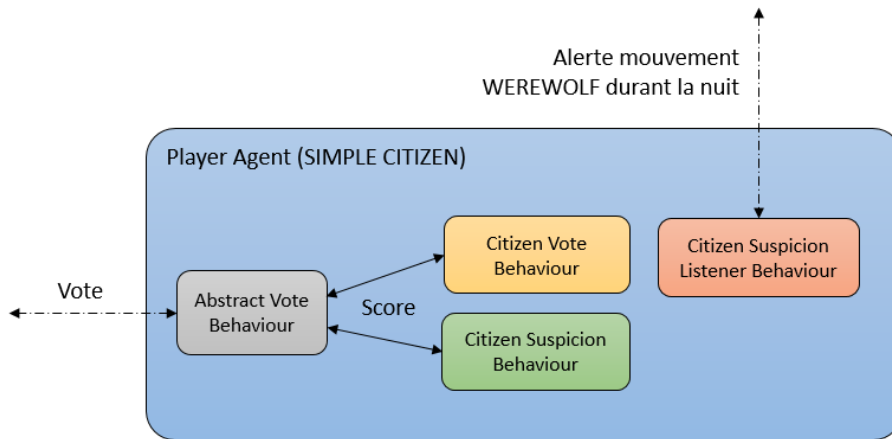 Alerte mouvement
WEREWOLF durant la nuit
Player Agent (SIMPLE CITIZEN)
Citizen Vote
Behaviour
Citizen Suspicion
Listener Behaviour
Vote
Abstract Vote
Behaviour
Score
Citizen Suspicion
Behaviour